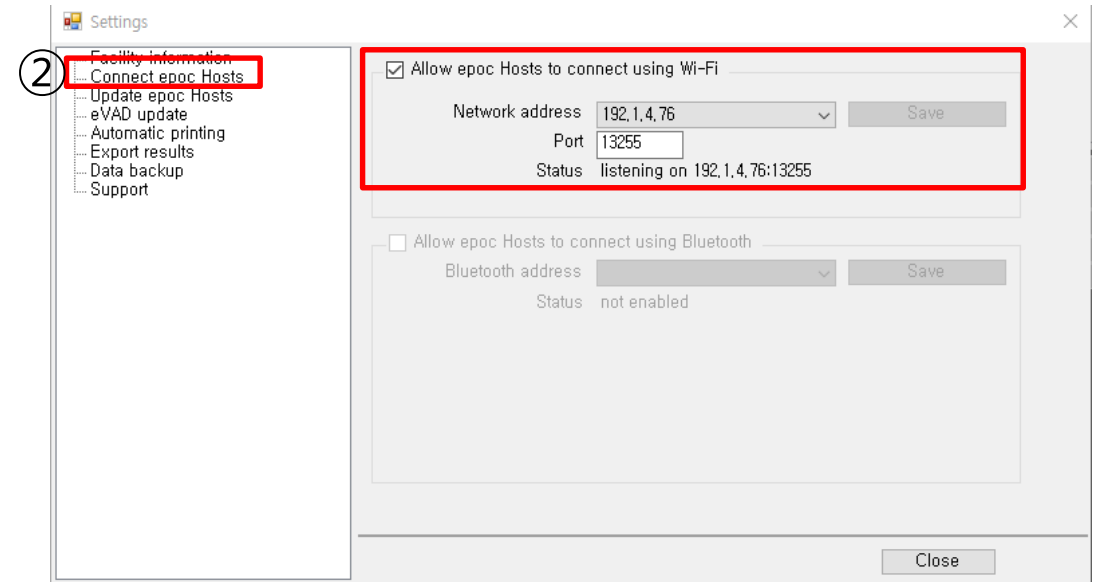 Settings
②
Facility information
Connect epoc Hosts
Update epoc Hosts
eVAD update
Automatic printing
Export results
Data backup
Support
Allow epoc Hosts to connect using Wi-Fi
Network address 192.1.4.76 Save
Port 13255
Status listening on 192.1.4.76:13255
Allow epoc Hosts to connect using Bluetooth
Bluetooth address Save
Status not enabled
Close